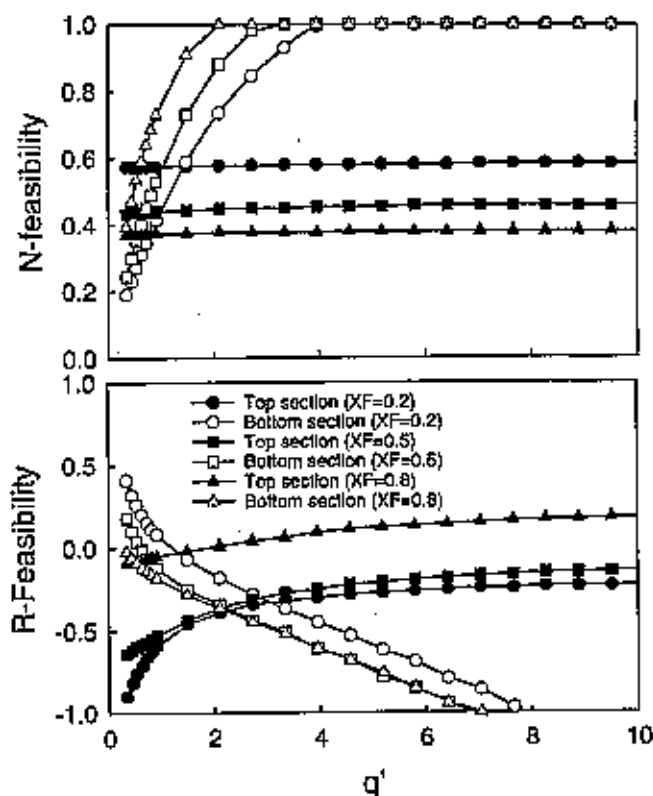 1.0
0.8
0.6
0.4
0.2
0.0
N-feasibility
1.0
0.5
0.0
-0.5
-1.0
R-Feasibility
Top section (XF=0.2)
Bottom section (XF=0.2)
Top section (XF=0.5)
Bottom section (XF=0.5)
Top section (XF=0.8)
Bottom section (XF=0.8)
0 2 4 6 8 10
q'